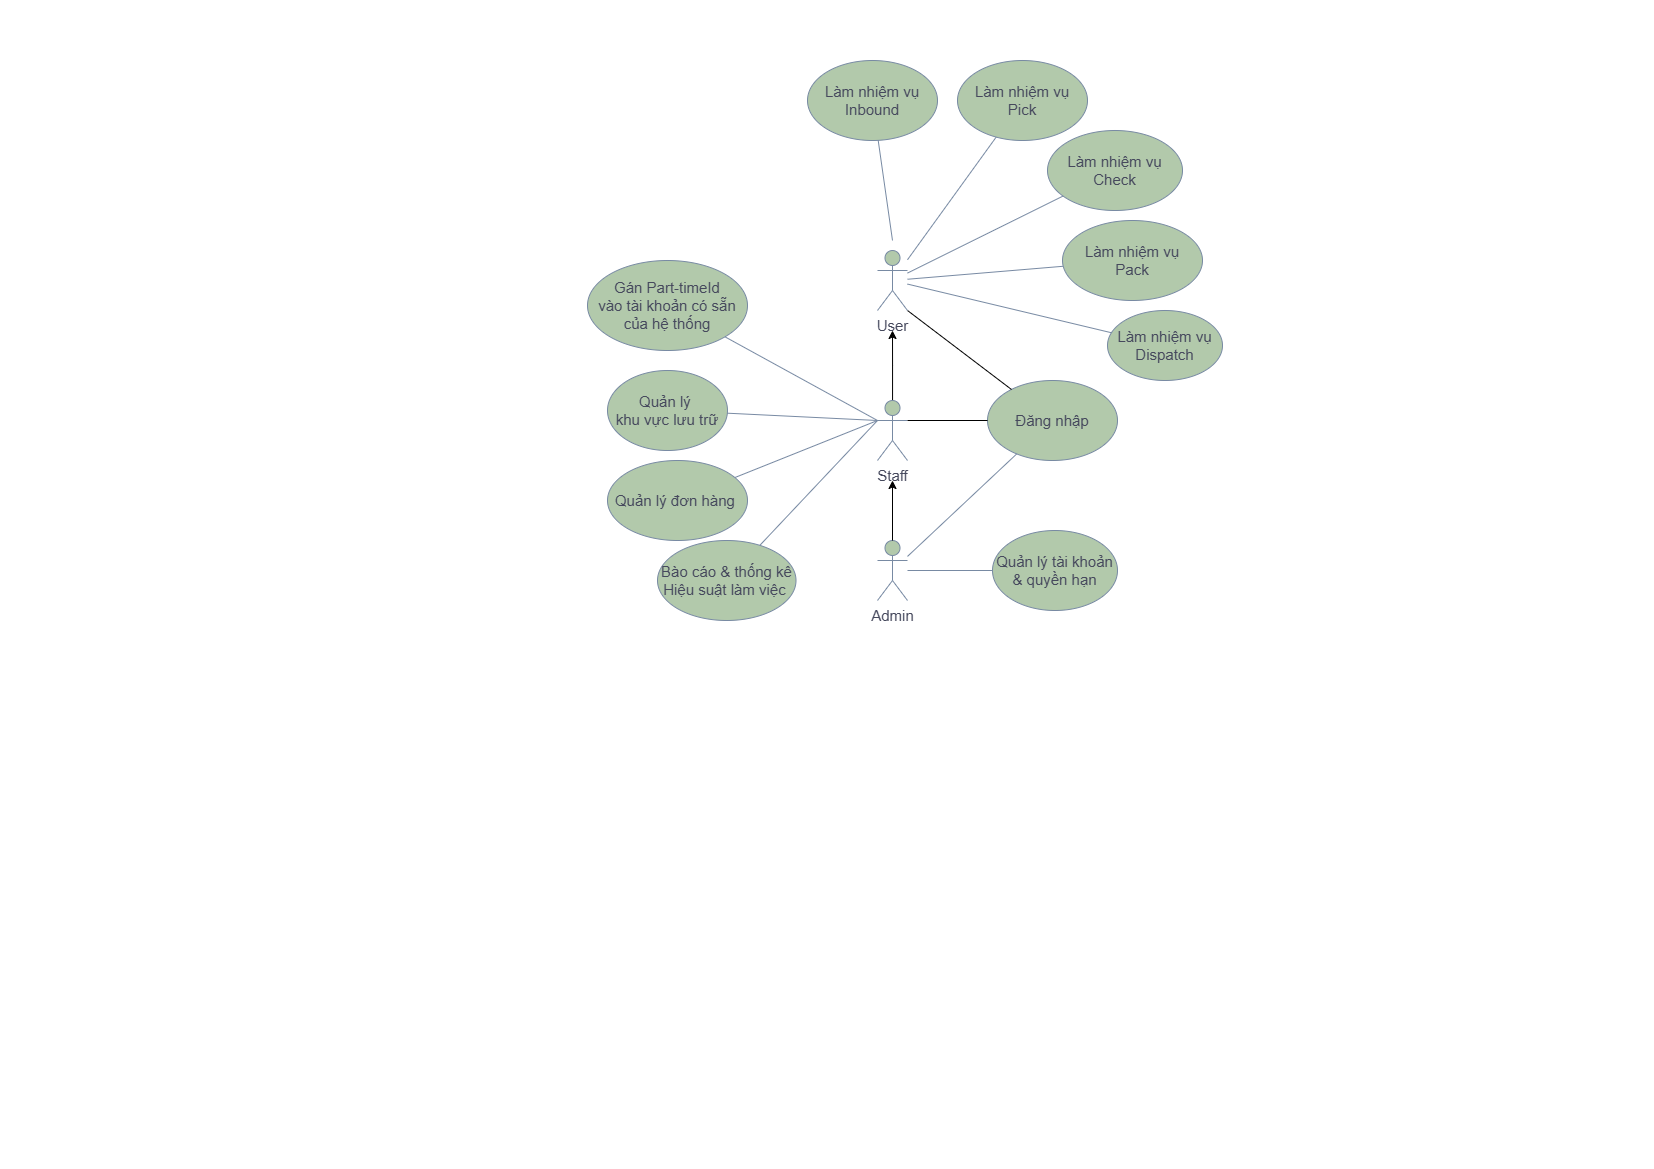 Làm nhiệm vụ
Inbound
Làm nhiệm vụ
Pick
Làm nhiệm vụ
Check
Làm nhiệm vụ
Pack
Làm nhiệm vụ
Dispatch
User
Gán Part-timeId
vào tài khoản có sẵn
của hệ thống
Quản lý
khu vực lưu trữ
Quản lý đơn hàng
Bào cáo & thống kê
Hiệu suật làm việc
Staff
Đăng nhập
Admin
Quản lý tài khoản
& quyền hạn